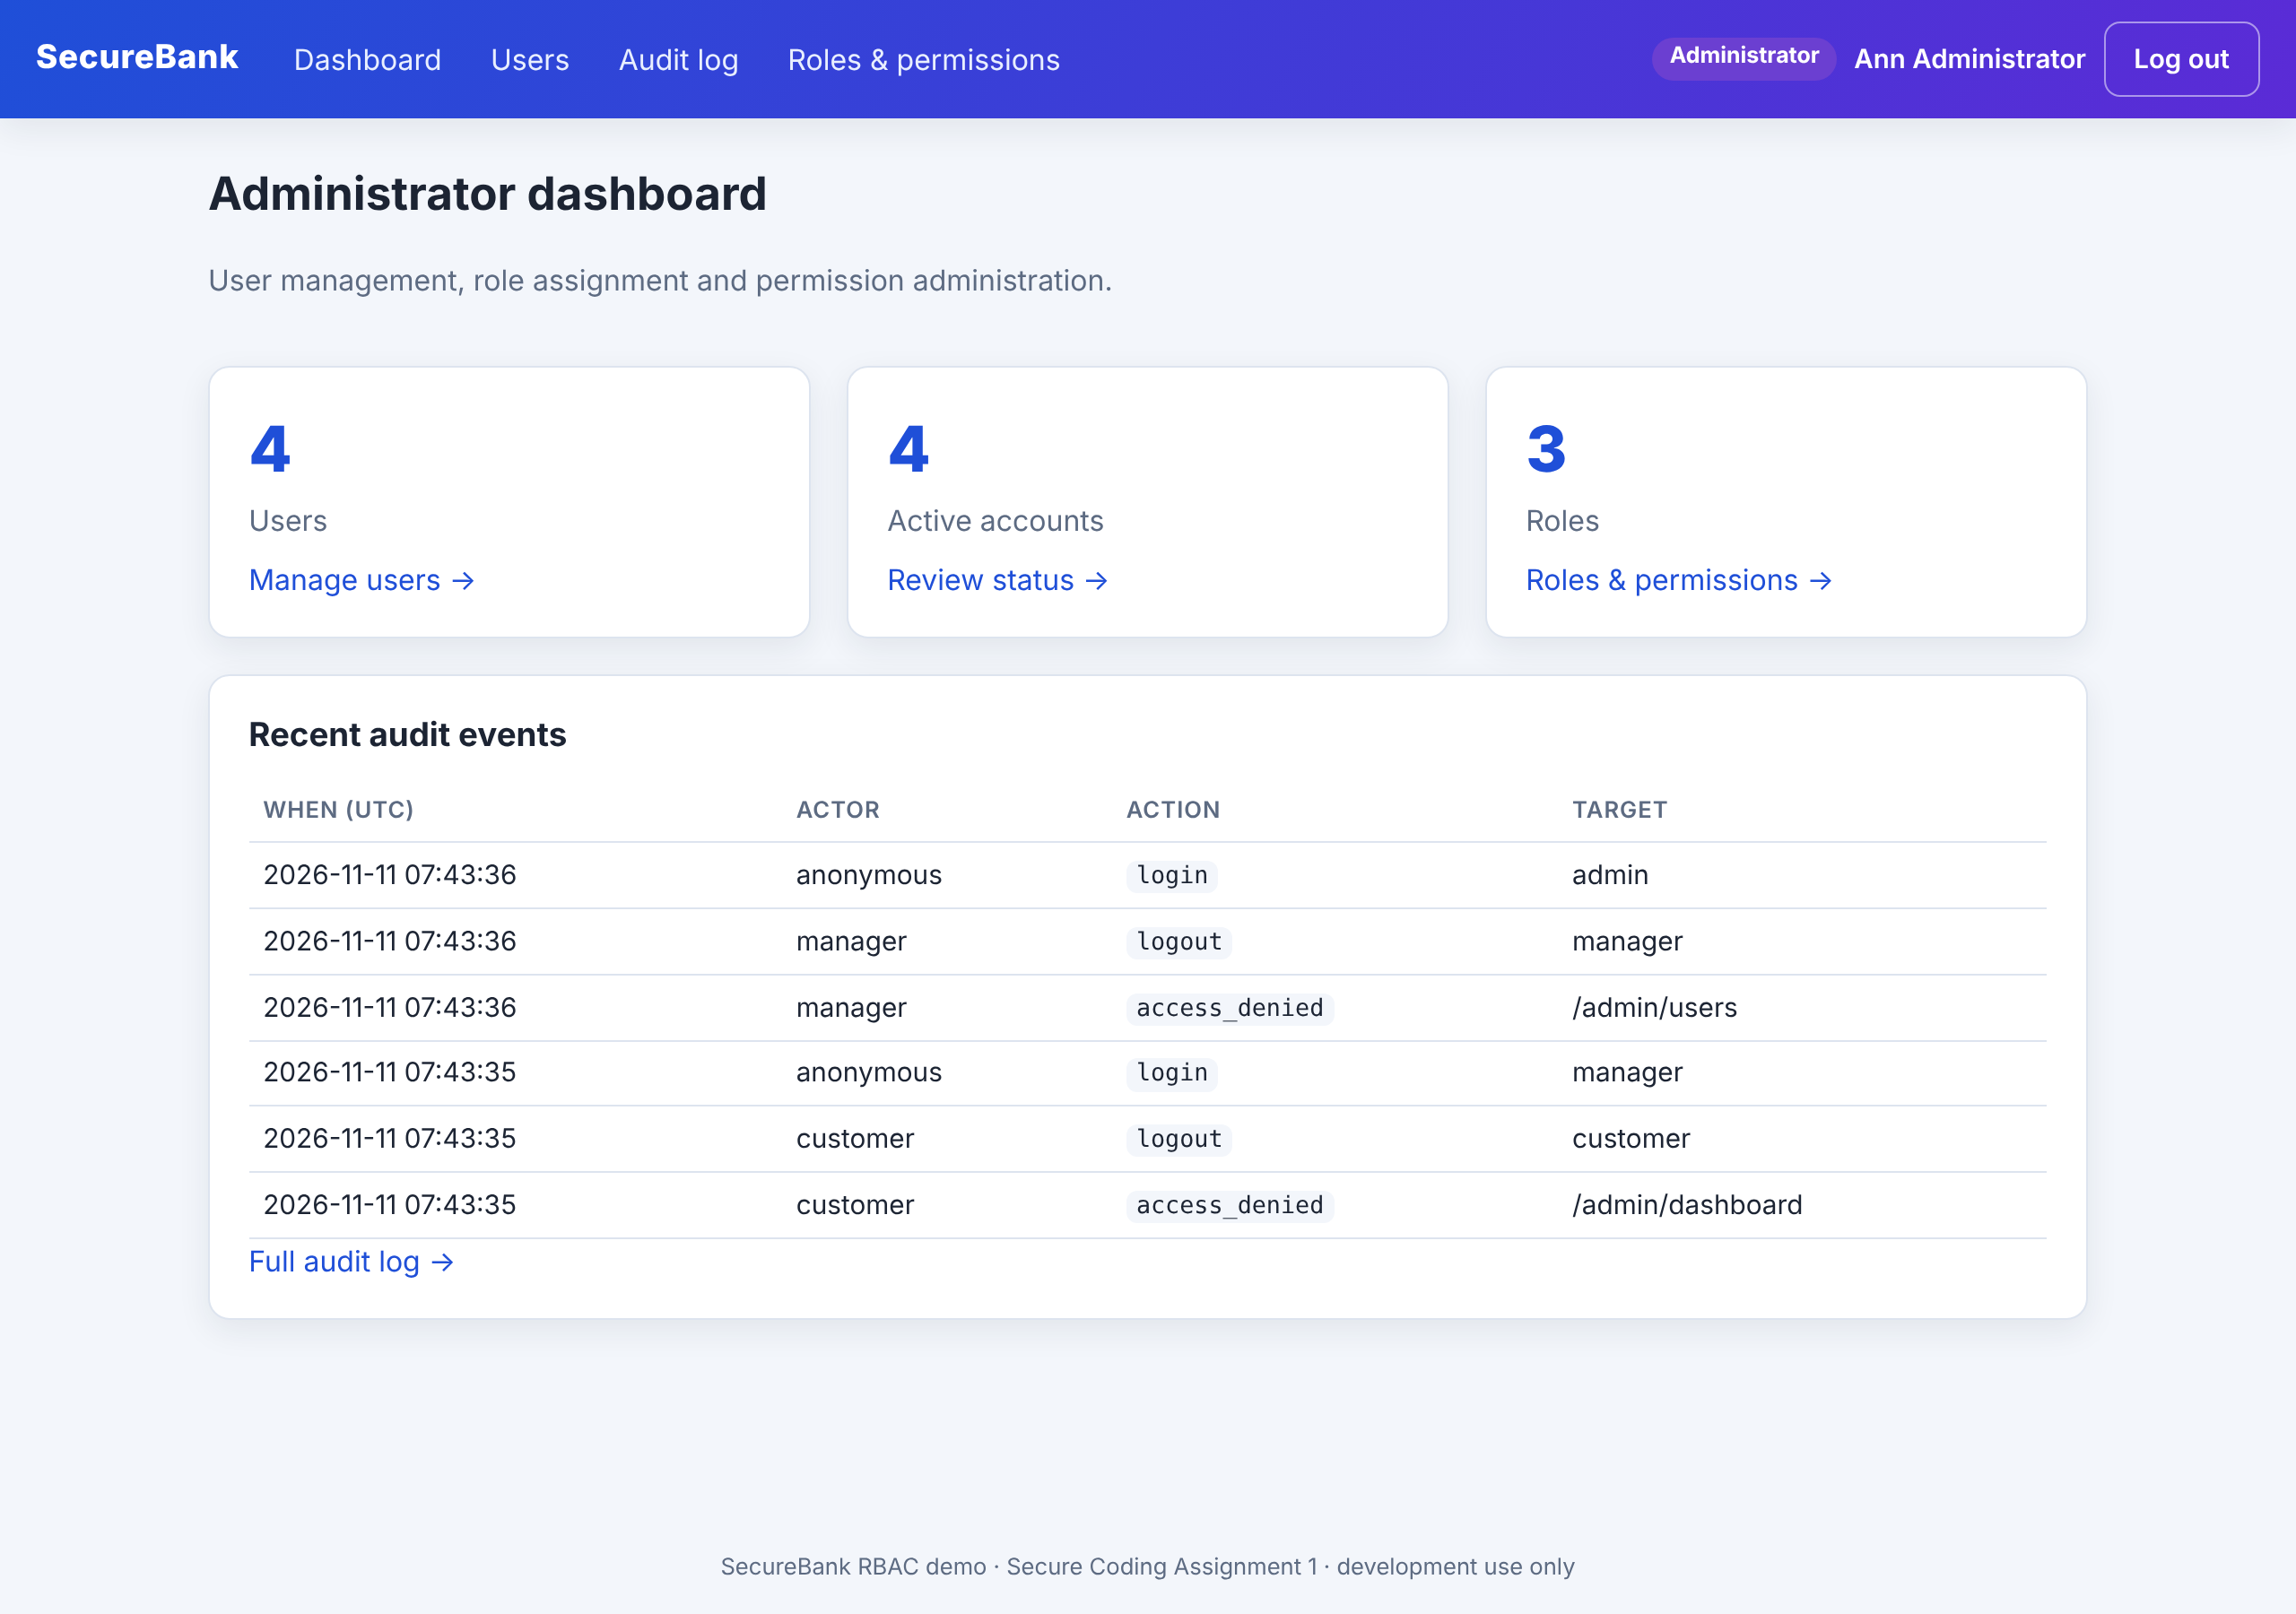 SecureBank Dashboard Users Audit log Roles & permissions Administrator Ann Administrator Log out
Administrator dashboard
User management, role assignment and permission administration.
4 4 3
Users Active accounts Roles
Manage users → Review status → Roles & permissions →
Recent audit events
WHEN (UTC) ACTOR ACTION TARGET
2026-11-11 07:43:36 anonymous login admin
2026-11-11 07:43:36 manager logout manager
2026-11-11 07:43:36 manager access_denied /admin/users
2026-11-11 07:43:35 anonymous login manager
2026-11-11 07:43:35 customer logout customer
2026-11-11 07:43:35 customer access_denied /admin/dashboard
Full audit log →
SecureBank RBAC demo · Secure Coding Assignment 1 · development use only